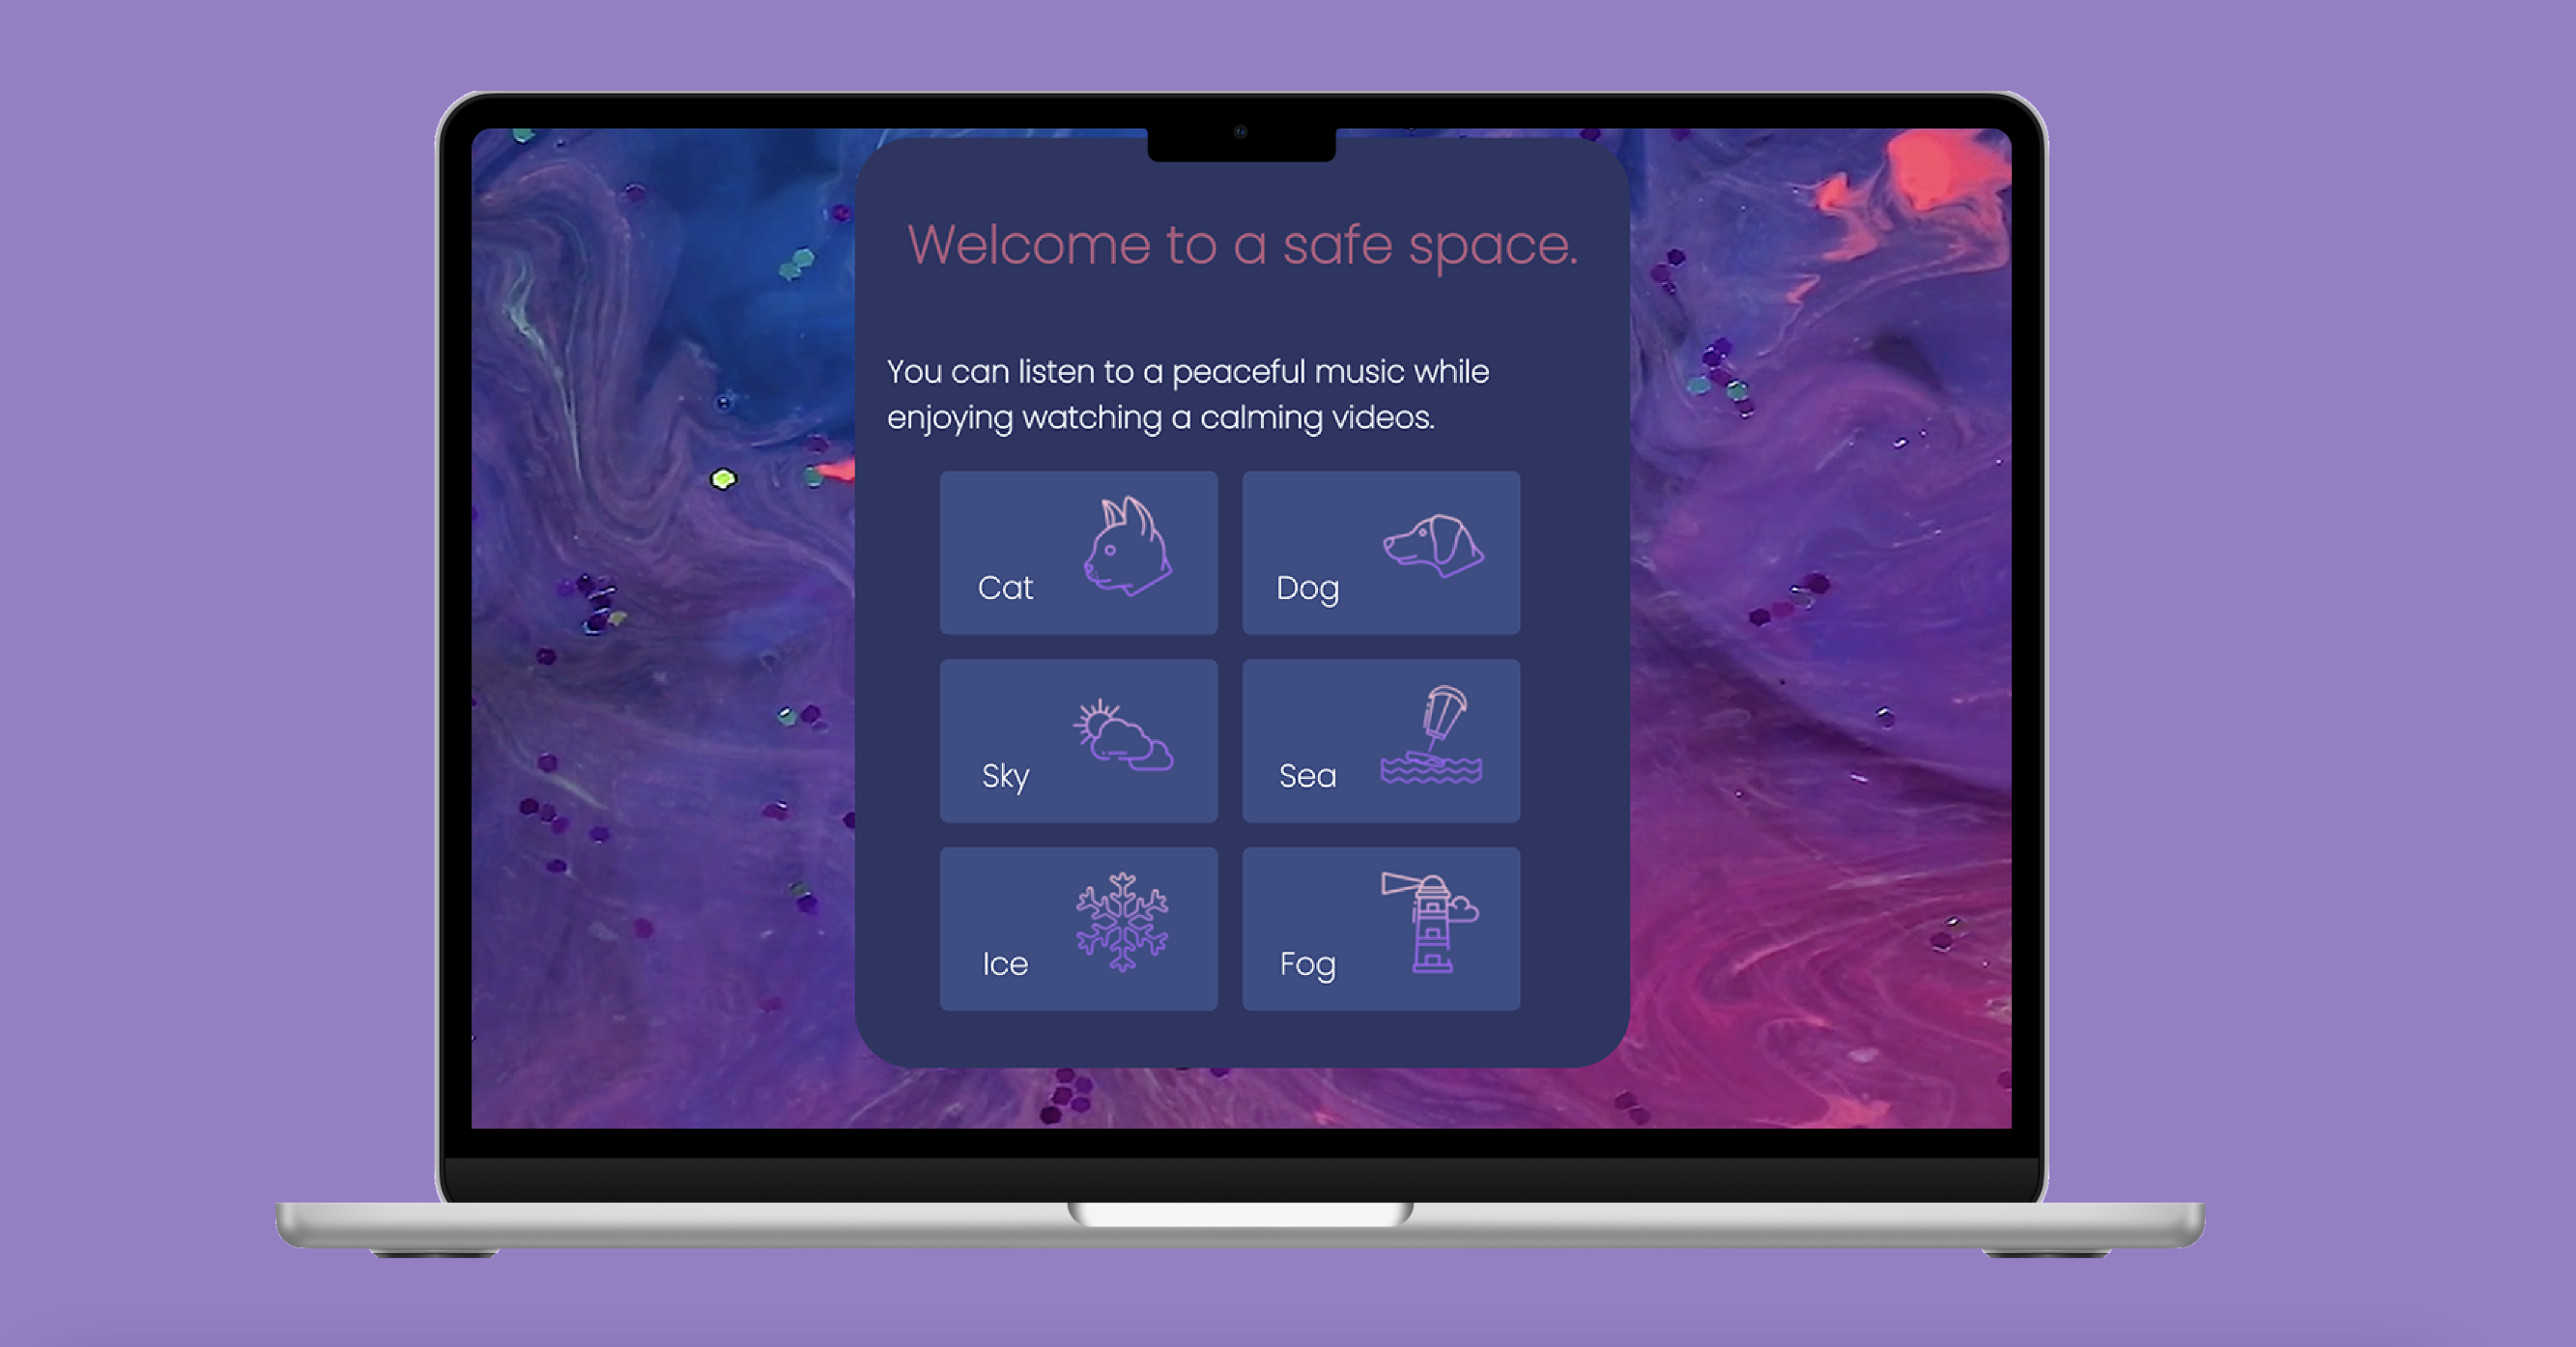 Welcome to a safe space.
You can listen to a peaceful music while
enjoying watching a calming videos.
Cat
Dog
Sky
Sea
Ice
Fog